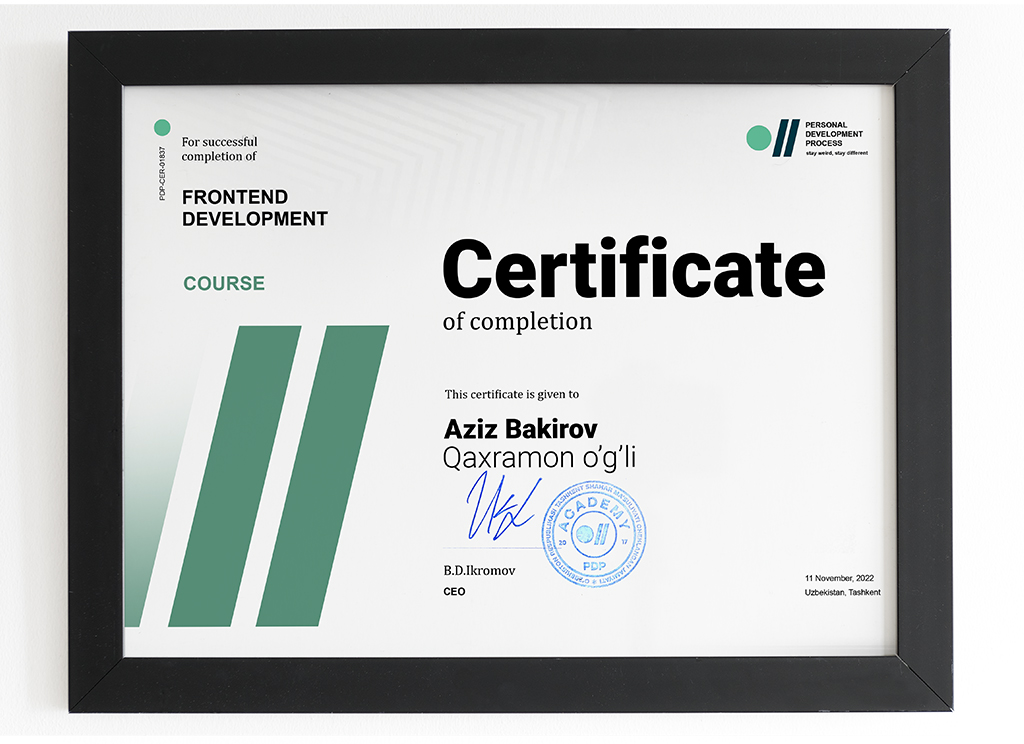 PDP-CER-01837
For successful
completion of
FRONTEND
DEVELOPMENT
COURSE
PERSONAL
DEVELOPMENT
PROCESS
stay weird, stay different
Certificate
of completion
This certificate is given to
Aziz Bakirov
Qaxramon o’g’li
B.D.Ikromov
CEO
ACADEMY
20 17
PDP
11 November, 2022
Uzbekistan, Tashkent